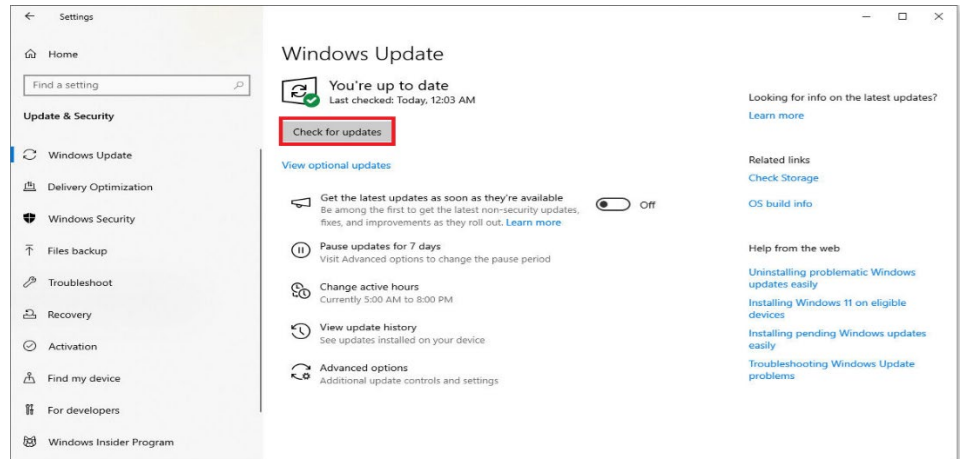 Settings
Home
Find a setting
Update & Security
Windows Update
Delivery Optimization
Windows Security
Files backup
Troubleshoot
Recovery
Activation
Find my device
For developers
Windows Insider Program
Windows Update
You're up to date
Last checked: Today, 12:03 AM
Check for updates
View optional updates
Get the latest updates as soon as they're available
Be among the first to get the latest non-security updates,
fixes, and improvements as they roll out. Learn more
Off
Pause updates for 7 days
Visit Advanced options to change the pause period
Change active hours
Currently 5:00 AM to 8:00 PM
View update history
See updates installed on your device
Advanced options
Additional update controls and settings
Looking for info on the latest updates?
Learn more
Related links
Check Storage
OS build info
Help from the web
Uninstalling problematic Windows
updates easily
Installing Windows 11 on eligible
devices
Installing pending Windows updates
easily
Troubleshooting Windows Update
problems